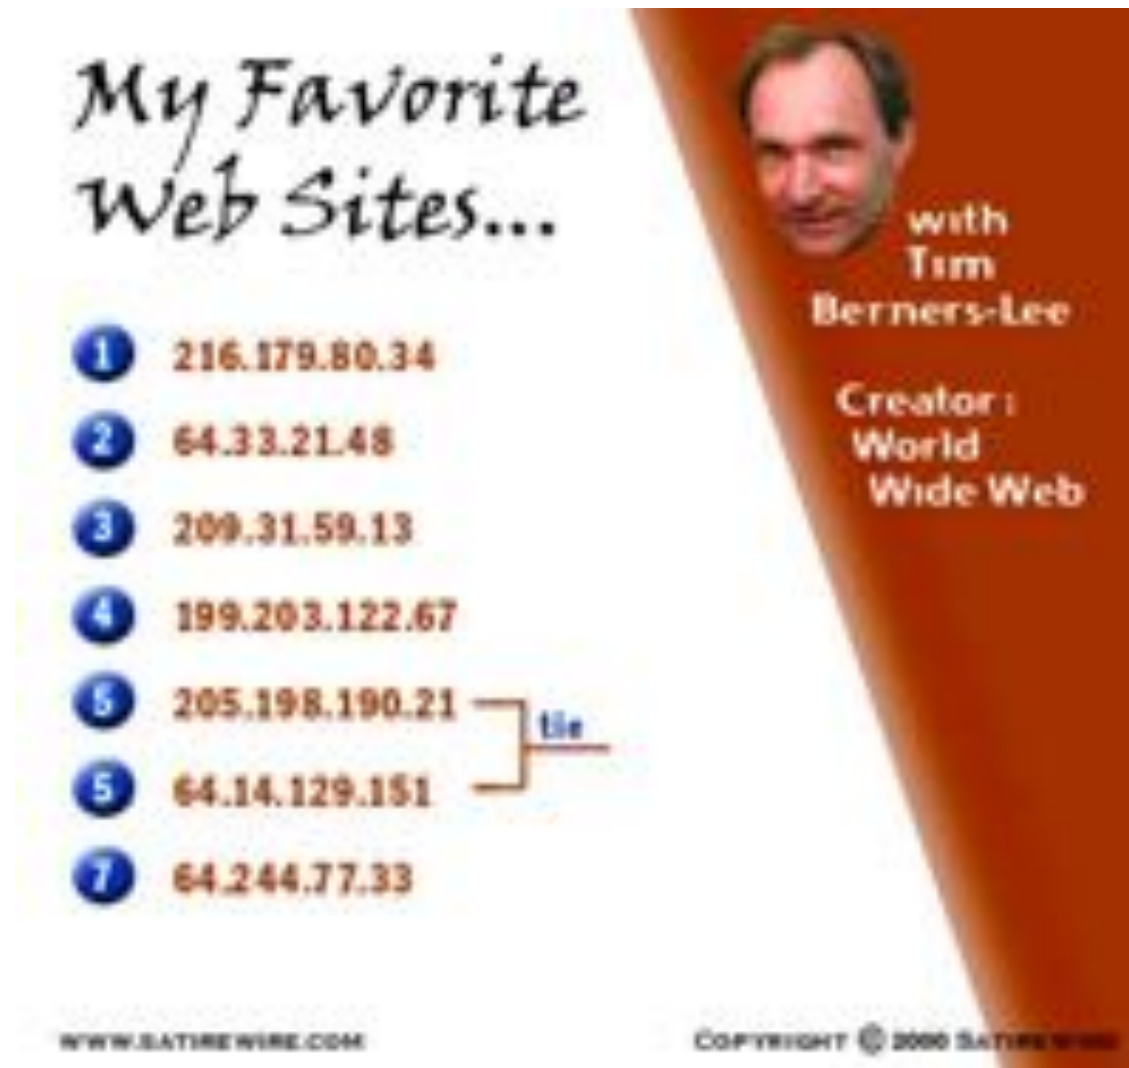 My Favorite
Web Sites...
with
Tim
Berners-Lee
Creator:
World
Wide Web
1 216.179.80.34
2 64.33.21.48
3 209.31.59.13
4 199.203.122.67
5 205.198.190.21
tie
5 64.14.129.151
7 64.244.77.33
WWW.SATIREWIRE.COM
COPYRIGHT © 2000 SATIREWIRE